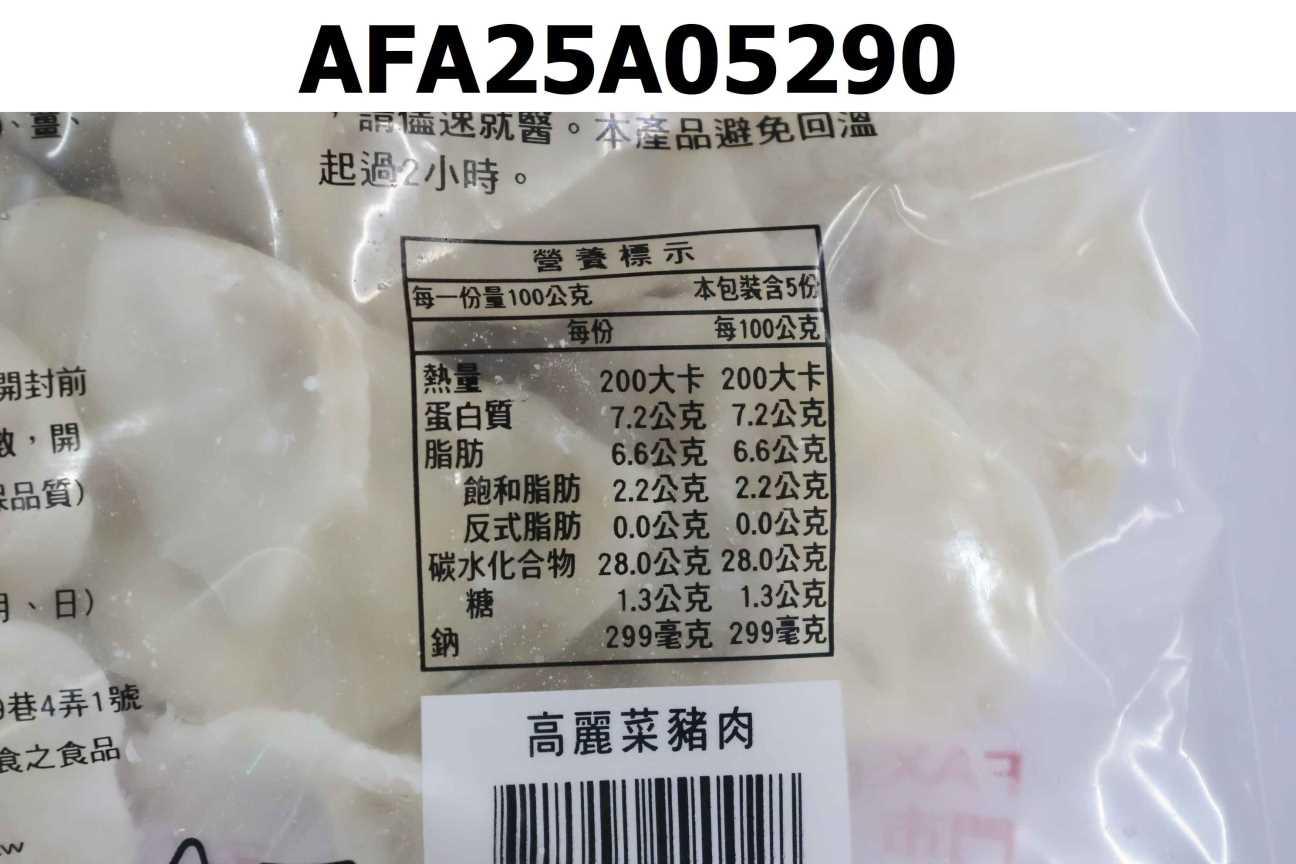 AFA25A05290
、薑、
，請儘速就醫。本產品避免回溫
起過2小時。
營養標示
每一份量100公克 本包裝含5份
每份 每100公克
熱量 200大卡 200大卡
蛋白質 7.2公克 7.2公克
脂肪 6.6公克 6.6公克
飽和脂肪 2.2公克 2.2公克
反式脂肪 0.0公克 0.0公克
碳水化合物 28.0公克 28.0公克
糖 1.3公克 1.3公克
鈉 299毫克 299毫克
開封前
，開
品質)
、日)
巷4弄1號
食之食品
高麗菜豬肉
FAX
門市